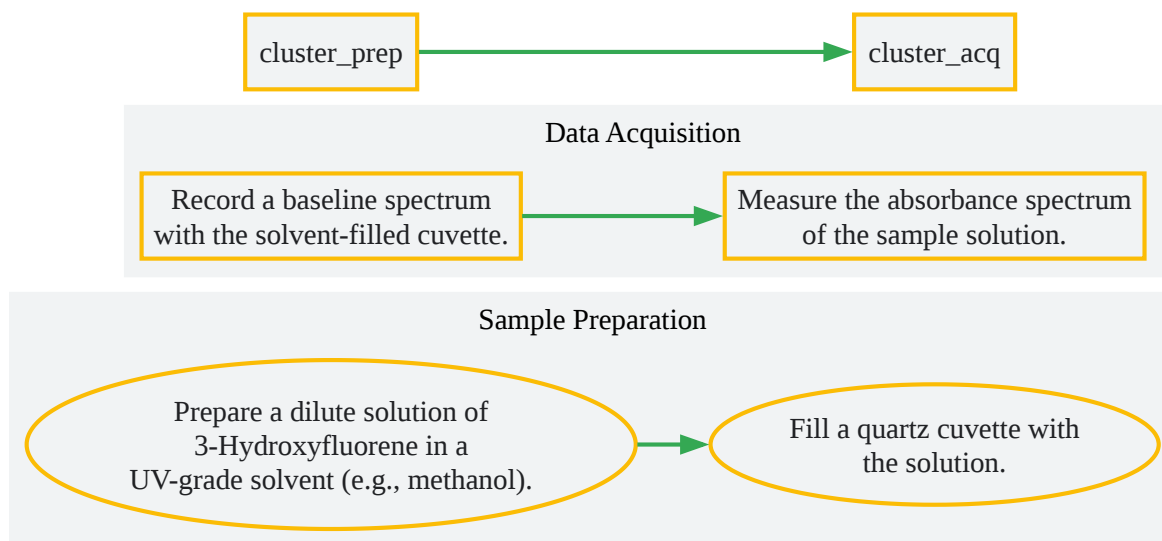 cluster_prep
cluster_acq
Data Acquisition
Record a baseline spectrum
with the solvent-filled cuvette.
Measure the absorbance spectrum
of the sample solution.
Sample Preparation
Prepare a dilute solution of
3-Hydroxyfluorene in a
UV-grade solvent (e.g., methanol).
Fill a quartz cuvette with
the solution.